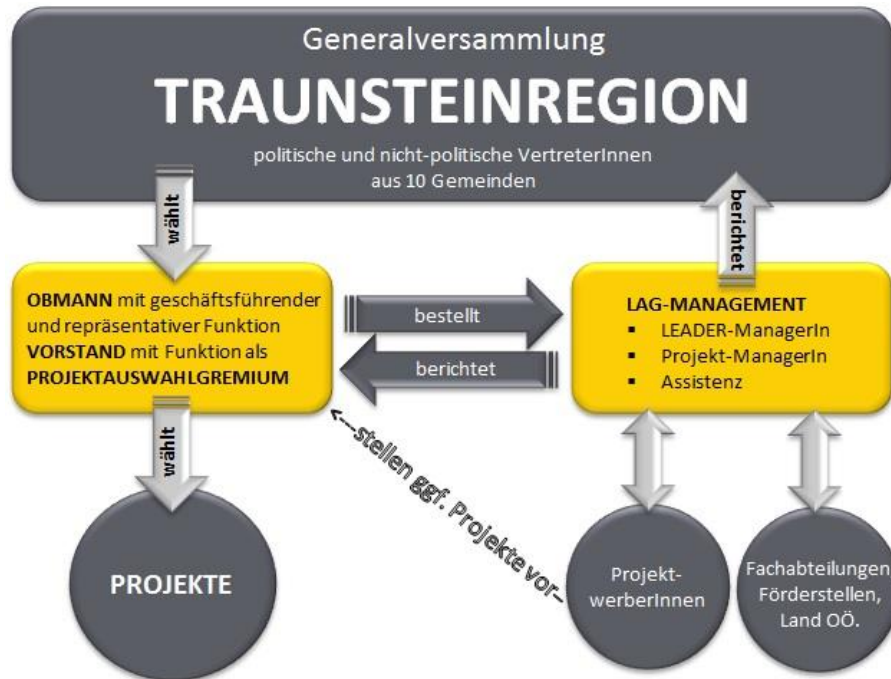 Generalversammlung
TRAUNSTEINREGION
politische und nicht-politische VertreterInnen
aus 10 Gemeinden
wählt
berichtet
OBMANN mit geschäftsführender
und repräsentativer Funktion
VORSTAND mit Funktion als
PROJEKTAUSWAHLGREMIUM
bestellt
berichtet
LAG-MANAGEMENT
▪ LEADER-ManagerIn
▪ Projekt-ManagerIn
▪ Assistenz
wählt
<----stellen ggf. Projekte vor--
PROJEKTE
Projekt-
werberInnen
Fachabteilungen
Förderstellen,
Land OÖ.